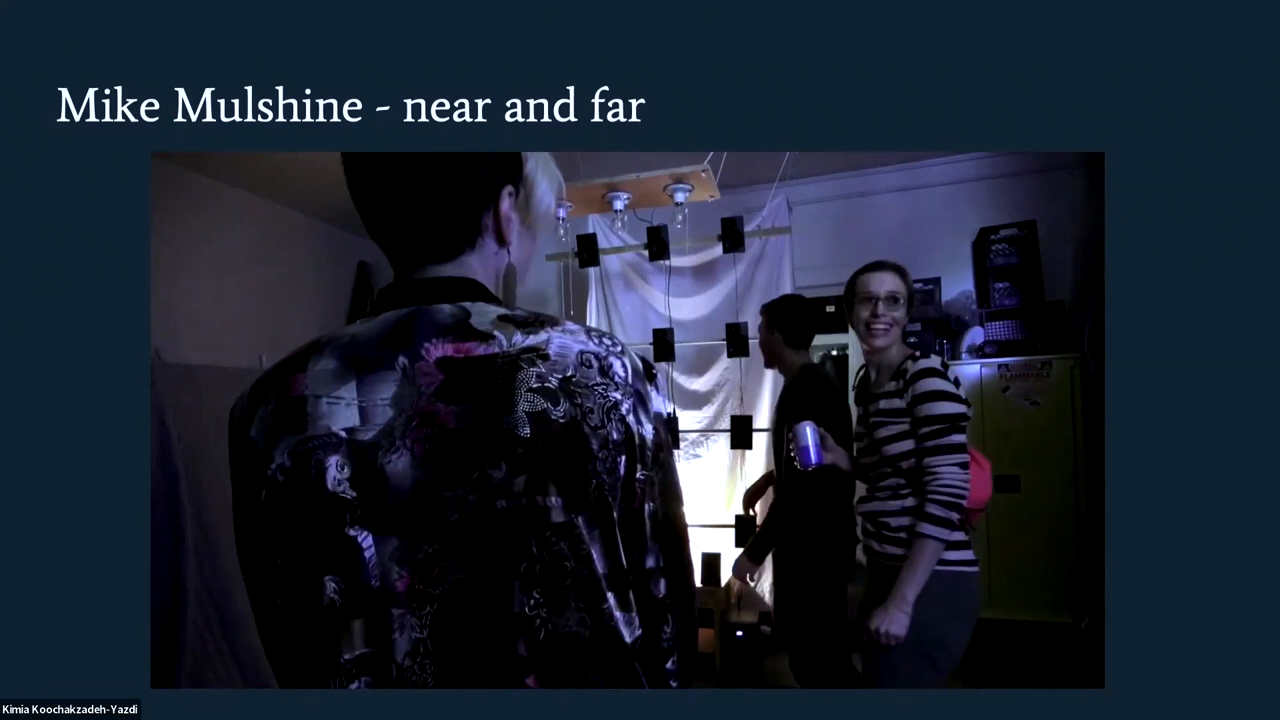 Mike Mulshine - near and far
FLAMMABLE
Kimia Koochakzadeh-Yazdi